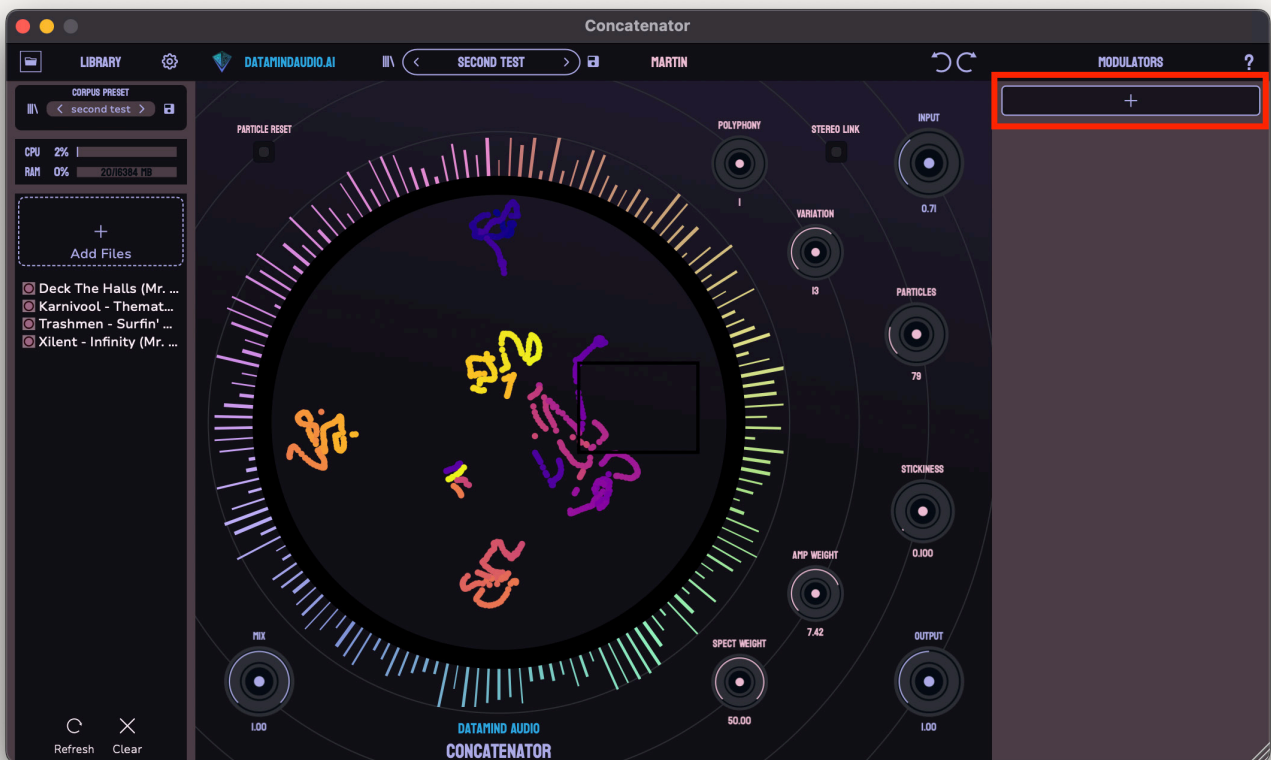 Concatenator
LIBRARY
DATAMINDAUDIO.AI
SECOND TEST
MARTIN
MODULATORS
?
CORPUS PRESET
second test
CPU 2%
RAM 0% 20/16384 MB
+
Add Files
Deck The Halls (Mr. ...
Karnivool - Themat...
Trashmen - Surfin' ...
Xilent - Infinity (Mr. ...
Refresh
Clear
PARTICLE RESET
POLYPHONY
1
STEREO LINK
INPUT
0.71
VARIATION
13
PARTICLES
79
STICKINESS
0.100
AMP WEIGHT
7.42
SPECT WEIGHT
50.00
MIX
1.00
OUTPUT
1.00
DATAMIND AUDIO
CONCATENATOR
+